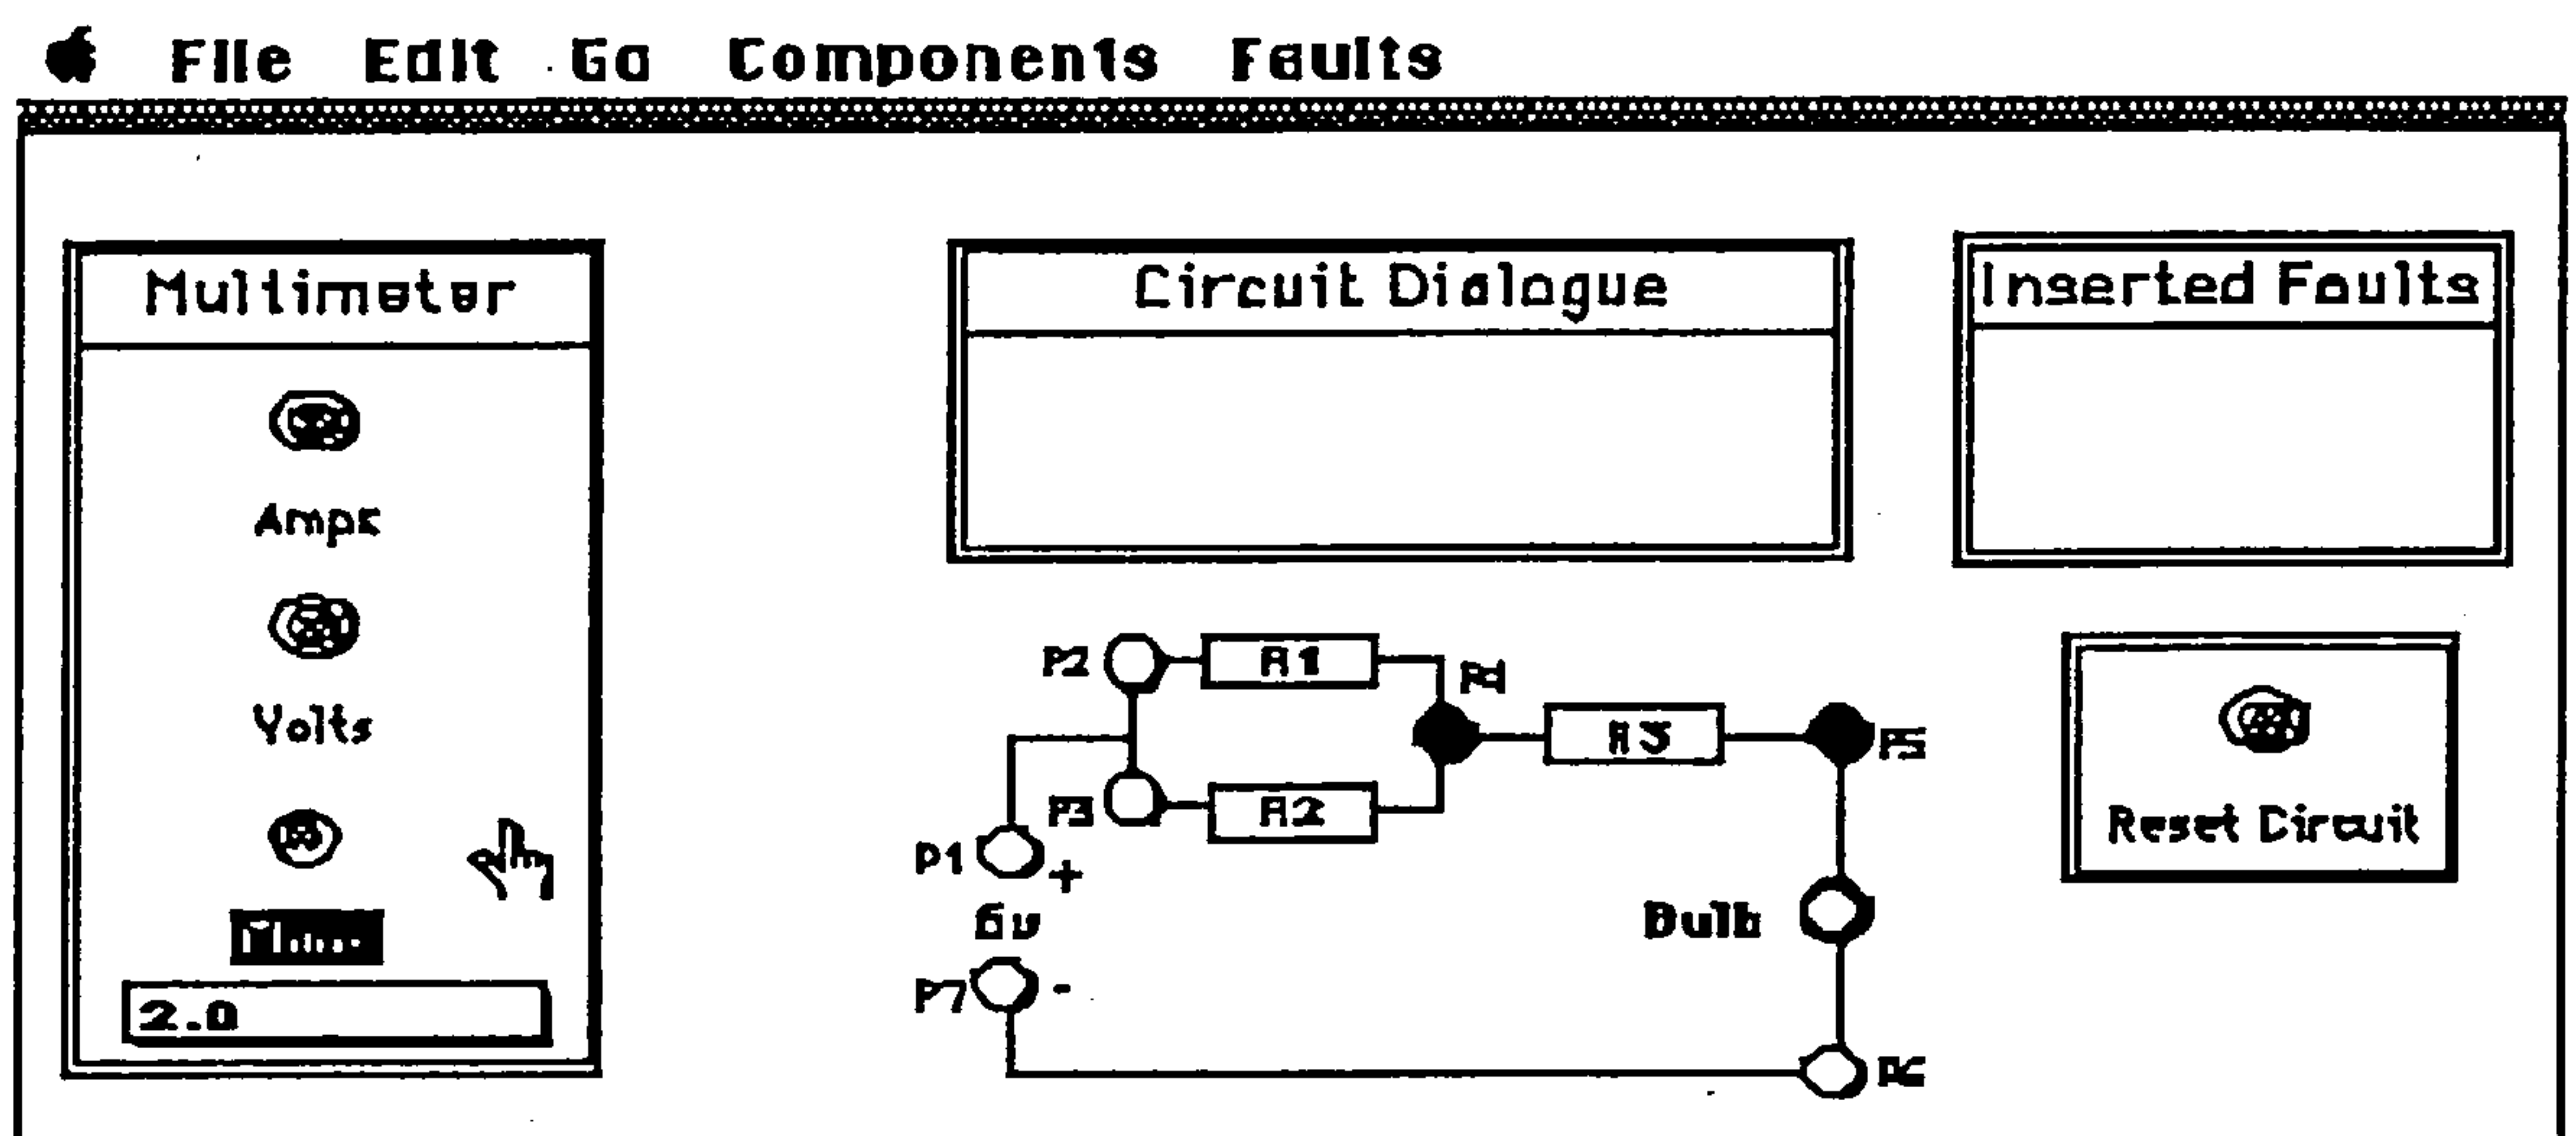 File Edit Go Components Faults
Multimeter
Amps
Volts
2.0
Circuit Dialogue
Inserted Faults
P2 R1 P4
R3 P5
P3 R2
P1 +
6v
P7 -
Bulb
P6
Reset Circuit